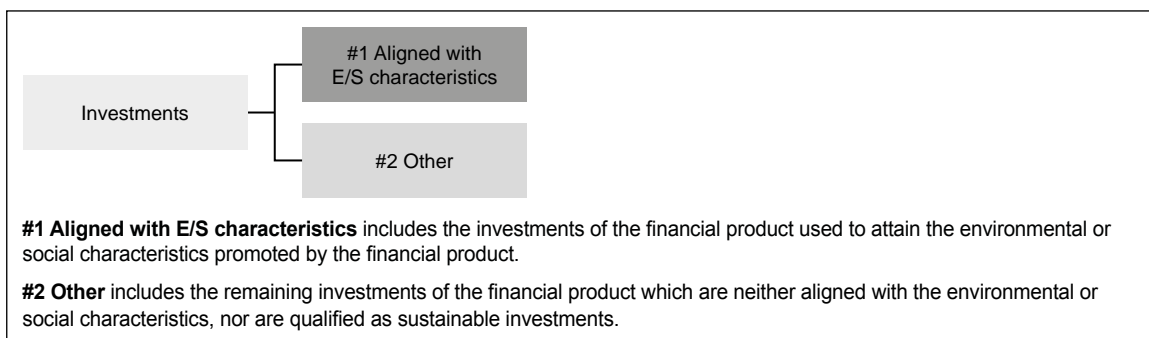 #1 Aligned with
E/S characteristics
Investments
#2 Other
#1 Aligned with E/S characteristics includes the investments of the financial product used to attain the environmental or
social characteristics promoted by the financial product.
#2 Other includes the remaining investments of the financial product which are neither aligned with the environmental or
social characteristics, nor are qualified as sustainable investments.